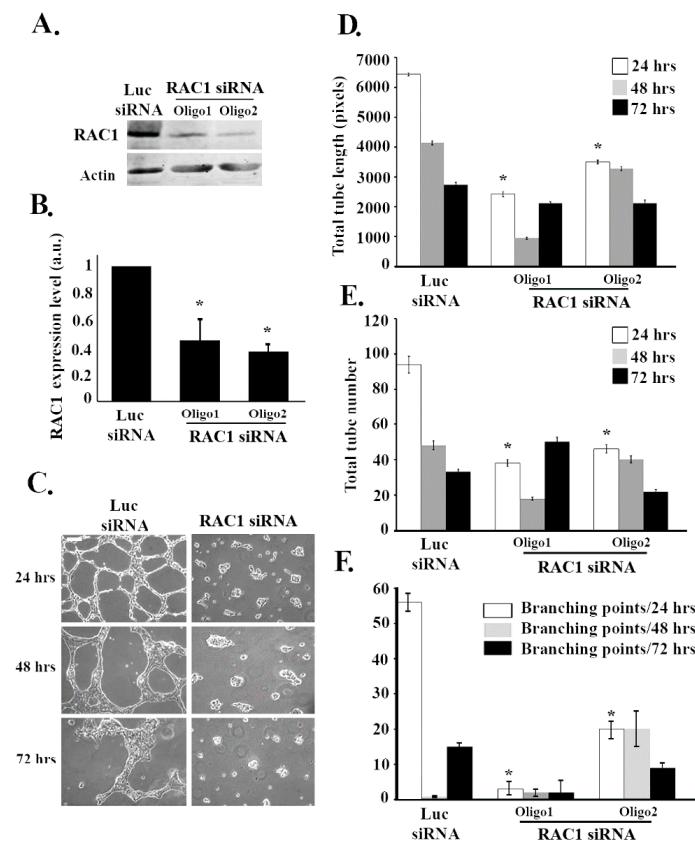 A.
Luc
siRNA
RAC1 siRNA
Oligo1 Oligo2
RAC1
Actin
B.
RAC1 expression level (a.u.)
1
0.8
0.6
0.4
0.2
0
Luc
siRNA
Oligo1 Oligo2
RAC1 siRNA
C.
Luc
siRNA
RAC1 siRNA
24 hrs
48 hrs
72 hrs
D.
Total tube length (pixels)
7000
6000
5000
4000
3000
2000
1000
0
24 hrs
48 hrs
72 hrs
* *
Luc
siRNA
Oligo1 Oligo2
RAC1 siRNA
E.
Total tube number
120
100
80
60
40
20
0
24 hrs
48 hrs
72 hrs
* *
Luc
siRNA
Oligo1 Oligo2
RAC1 siRNA
F.
60
50
40
30
20
10
0
Branching points/24 hrs
Branching points/48 hrs
Branching points/72 hrs
* *
Luc
siRNA
Oligo1 Oligo2
RAC1 siRNA